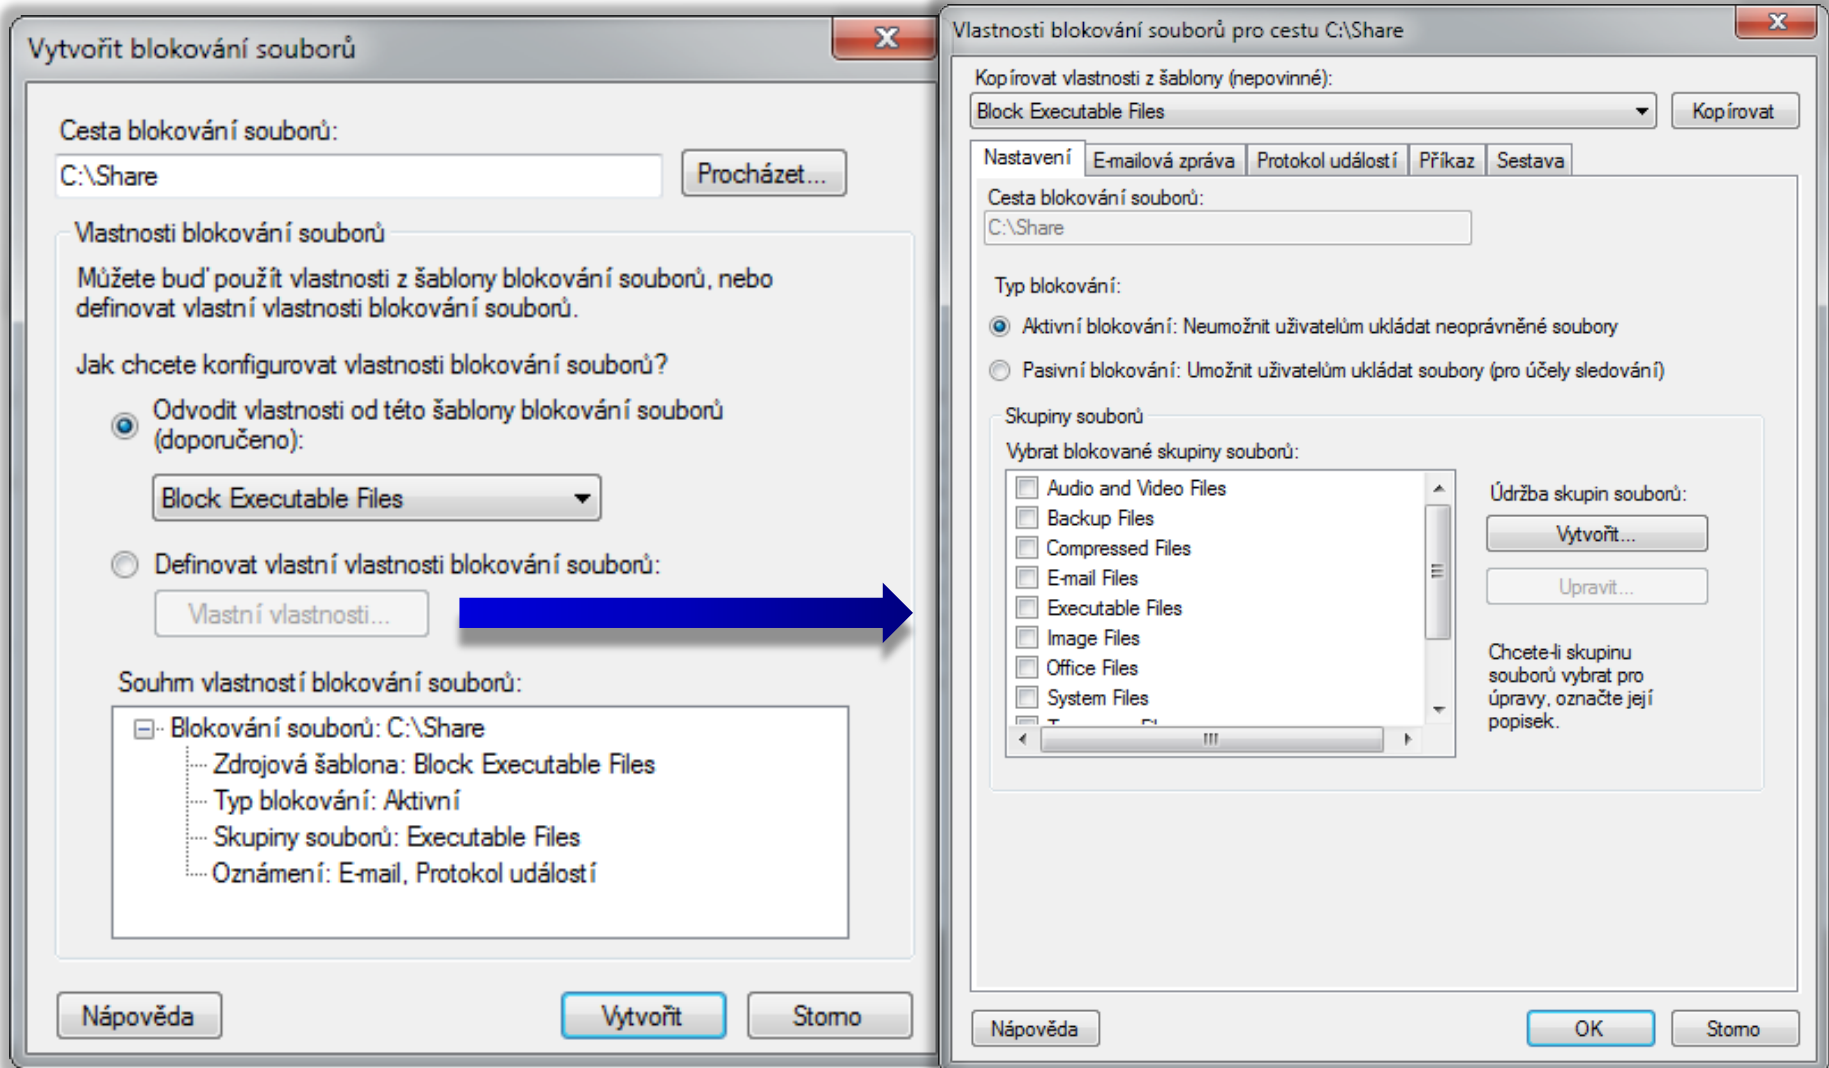 Vytvořit blokování souborů
Cesta blokování souborů:
C:\Share
Procházet...
Vlastnosti blokování souborů
Můžete buď použít vlastnosti z šablony blokování souborů, nebo
definovat vlastní vlastnosti blokování souborů.
Jak chcete konfigurovat vlastnosti blokování souborů?
Odvodit vlastnosti od této šablony blokování souborů
(doporučeno):
Block Executable Files
Definovat vlastní vlastnosti blokování souborů:
Vlastní vlastnosti...
Souhrn vlastností blokování souborů:
Blokování souborů: C:\Share
Zdrojová šablona: Block Executable Files
Typ blokování: Aktivní
Skupiny souborů: Executable Files
Oznámení: E-mail, Protokol událostí
Nápověda
Vytvořit
Storno
Vlastnosti blokování souborů pro cestu C:\Share
Kopírovat vlastnosti z šablony (nepovinné):
Block Executable Files
Kopírovat
Nastavení
E-mailová zpráva
Protokol událostí
Příkaz
Sestava
Cesta blokování souborů:
C:\Share
Typ blokování:
Aktivní blokování: Neumožnit uživatelům ukládat neoprávněné soubory
Pasivní blokování: Umožnit uživatelům ukládat soubory (pro účely sledování)
Skupiny souborů
Vybrat blokované skupiny souborů:
Audio and Video Files
Backup Files
Compressed Files
E-mail Files
Executable Files
Image Files
Office Files
System Files
Údržba skupin souborů:
Vytvořit...
Upravit...
Chcete-li skupinu
souborů vybrat pro
úpravy, označte její
popisek.
Nápověda
OK
Storno